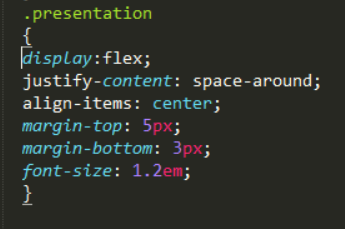 .presentation
{
display:flex;
justify-content: space-around;
align-items: center;
margin-top: 5px;
margin-bottom: 3px;
font-size: 1.2em;
}